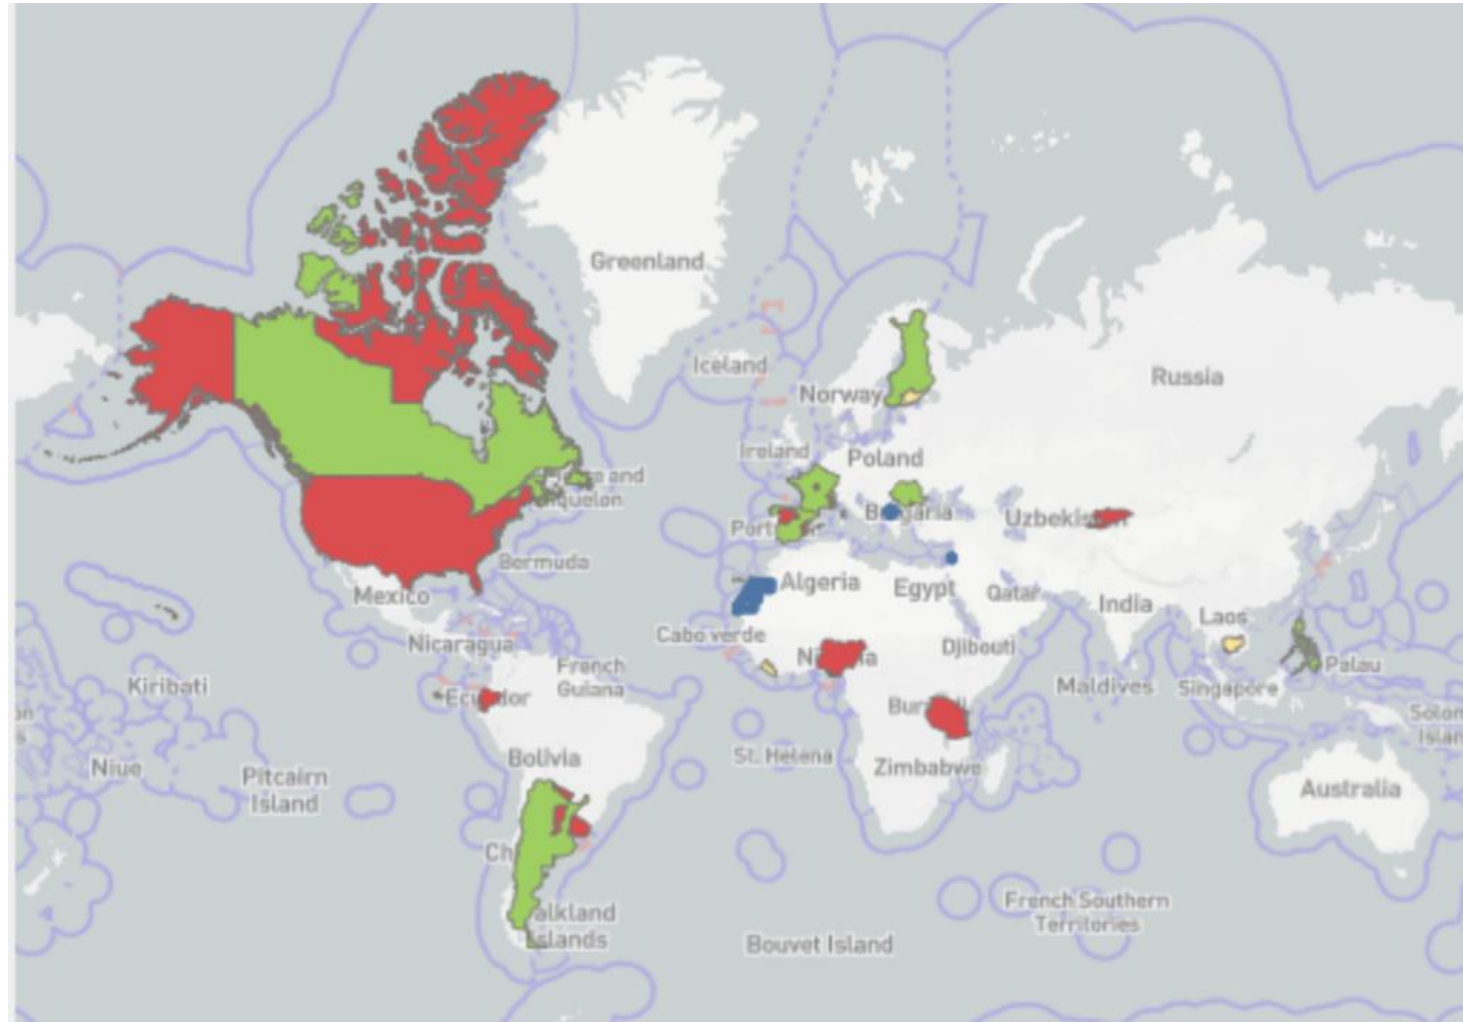 Greenland
Iceland
Russia
Norway
Ireland
Poland
Bermuda
Mexico
Algeria
Egypt
Qatar
India
Laos
Nicaragua
Cabo verde
Djibouti
French
Guiana
Palau
Kiribati
Maldives
Singapore
Bolivia
St. Helena
Zimbabwe
Niue
Pitcairn
Island
Australia
French Southern
Territories
Bouvet Island